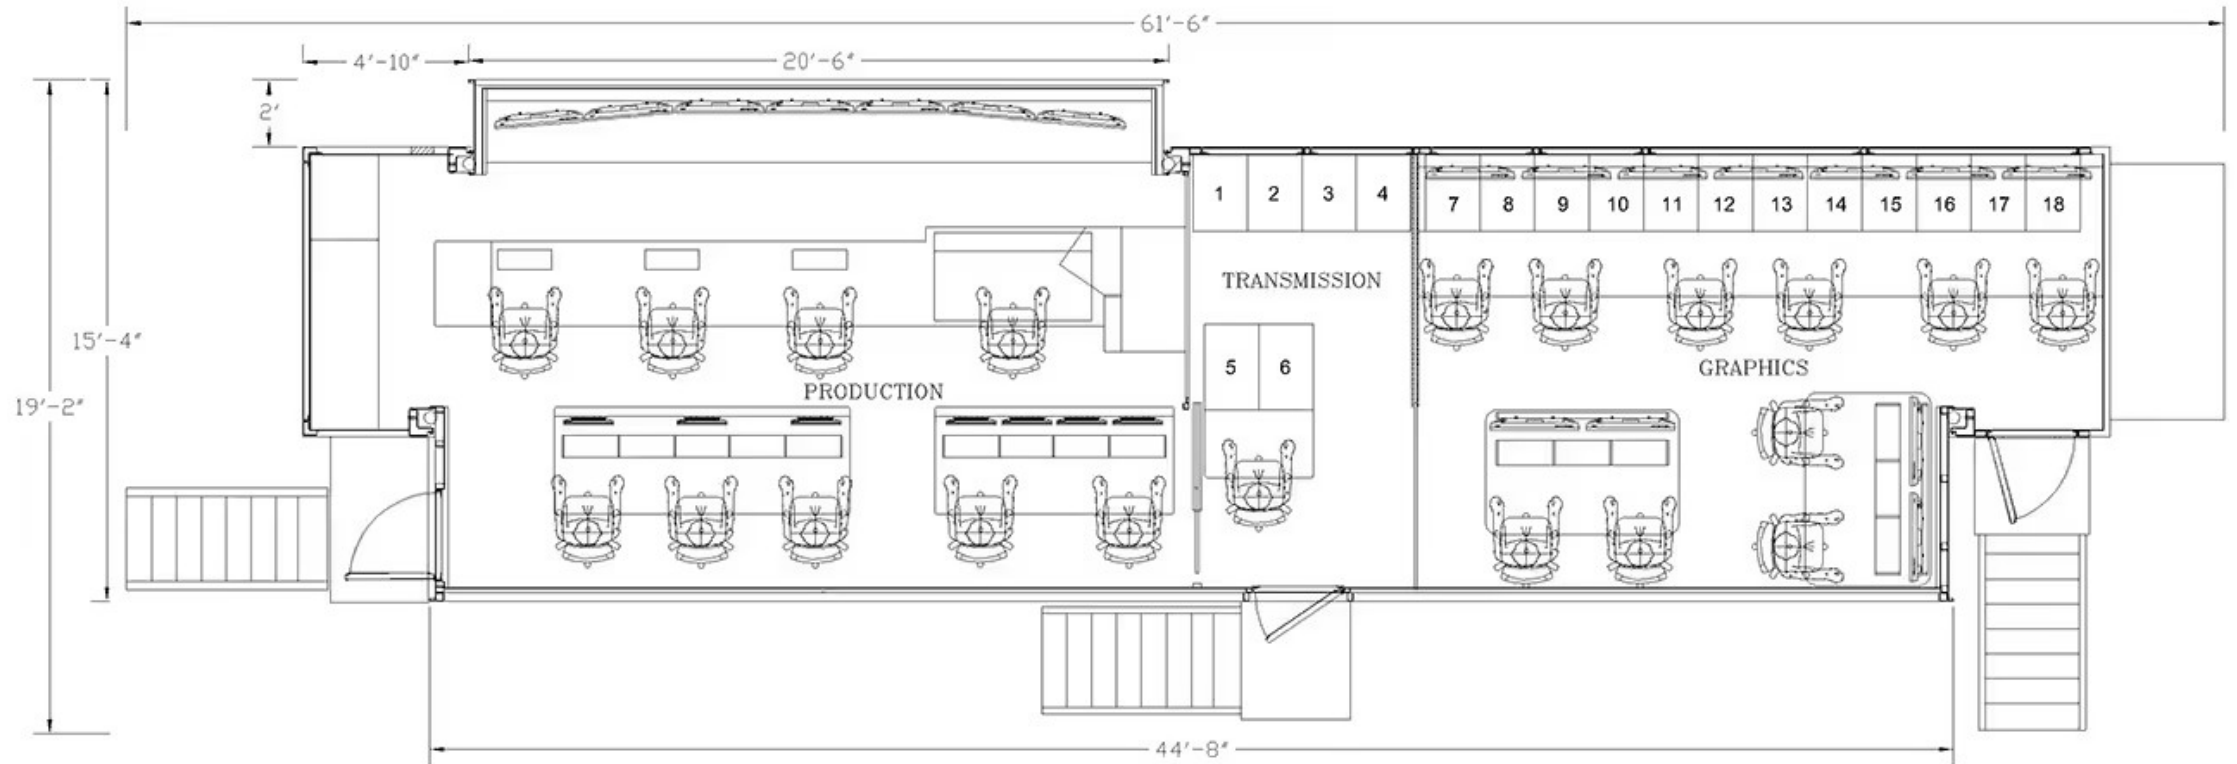 61'-6"
4'-10"
20'-6"
2'
1 2 3 4 7 8 9 10 11 12 13 14 15 16 17 18
TRANSMISSION
15'-4"
5 6
GRAPHICS
PRODUCTION
19'-2"
44'-8"